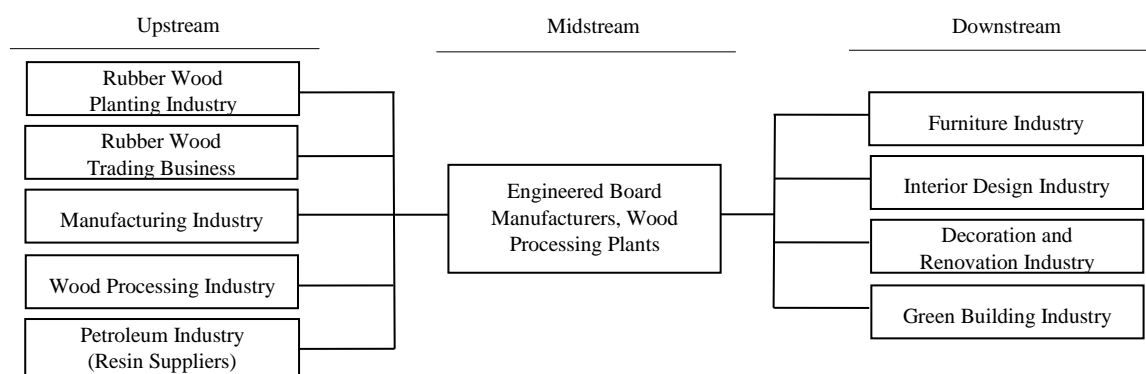 Upstream
Midstream
Downstream
Rubber Wood
Planting Industry
Rubber Wood
Trading Business
Manufacturing Industry
Wood Processing Industry
Petroleum Industry
(Resin Suppliers)
Engineered Board
Manufacturers, Wood
Processing Plants
Furniture Industry
Interior Design Industry
Decoration and
Renovation Industry
Green Building Industry